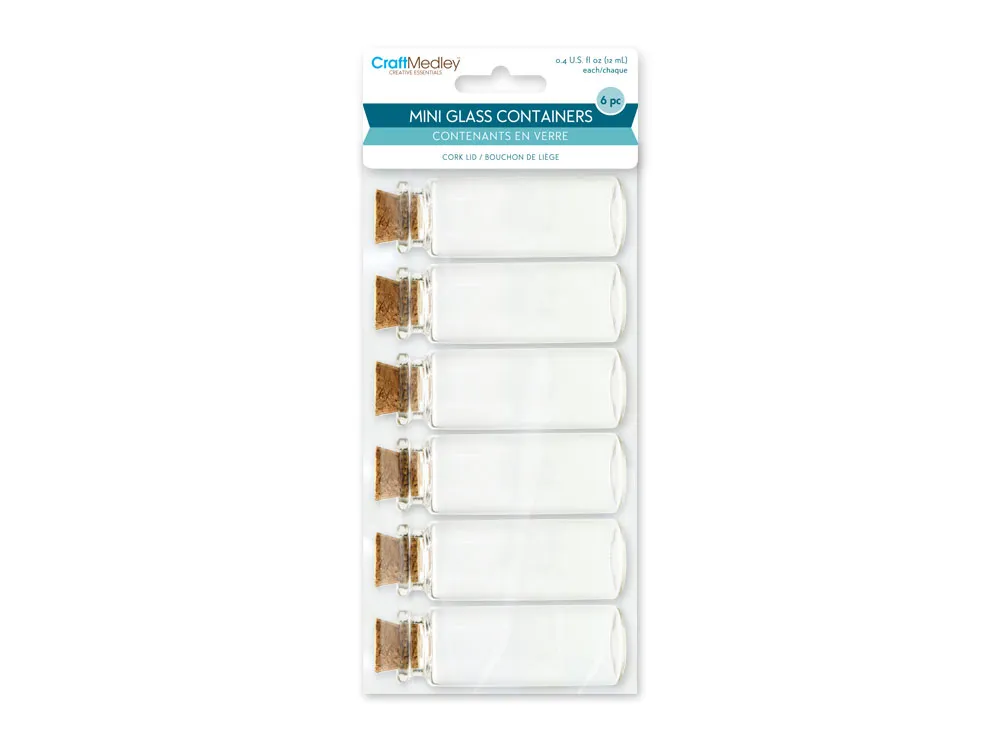 CraftMedley
CREATIVE ESSENTIALS
0.4 U.S. fl oz (12 mL)
each/chaque
6 pc
MINI GLASS CONTAINERS
CONTENANTS EN VERRE
CORK LID / BOUCHON DE LIÈGE